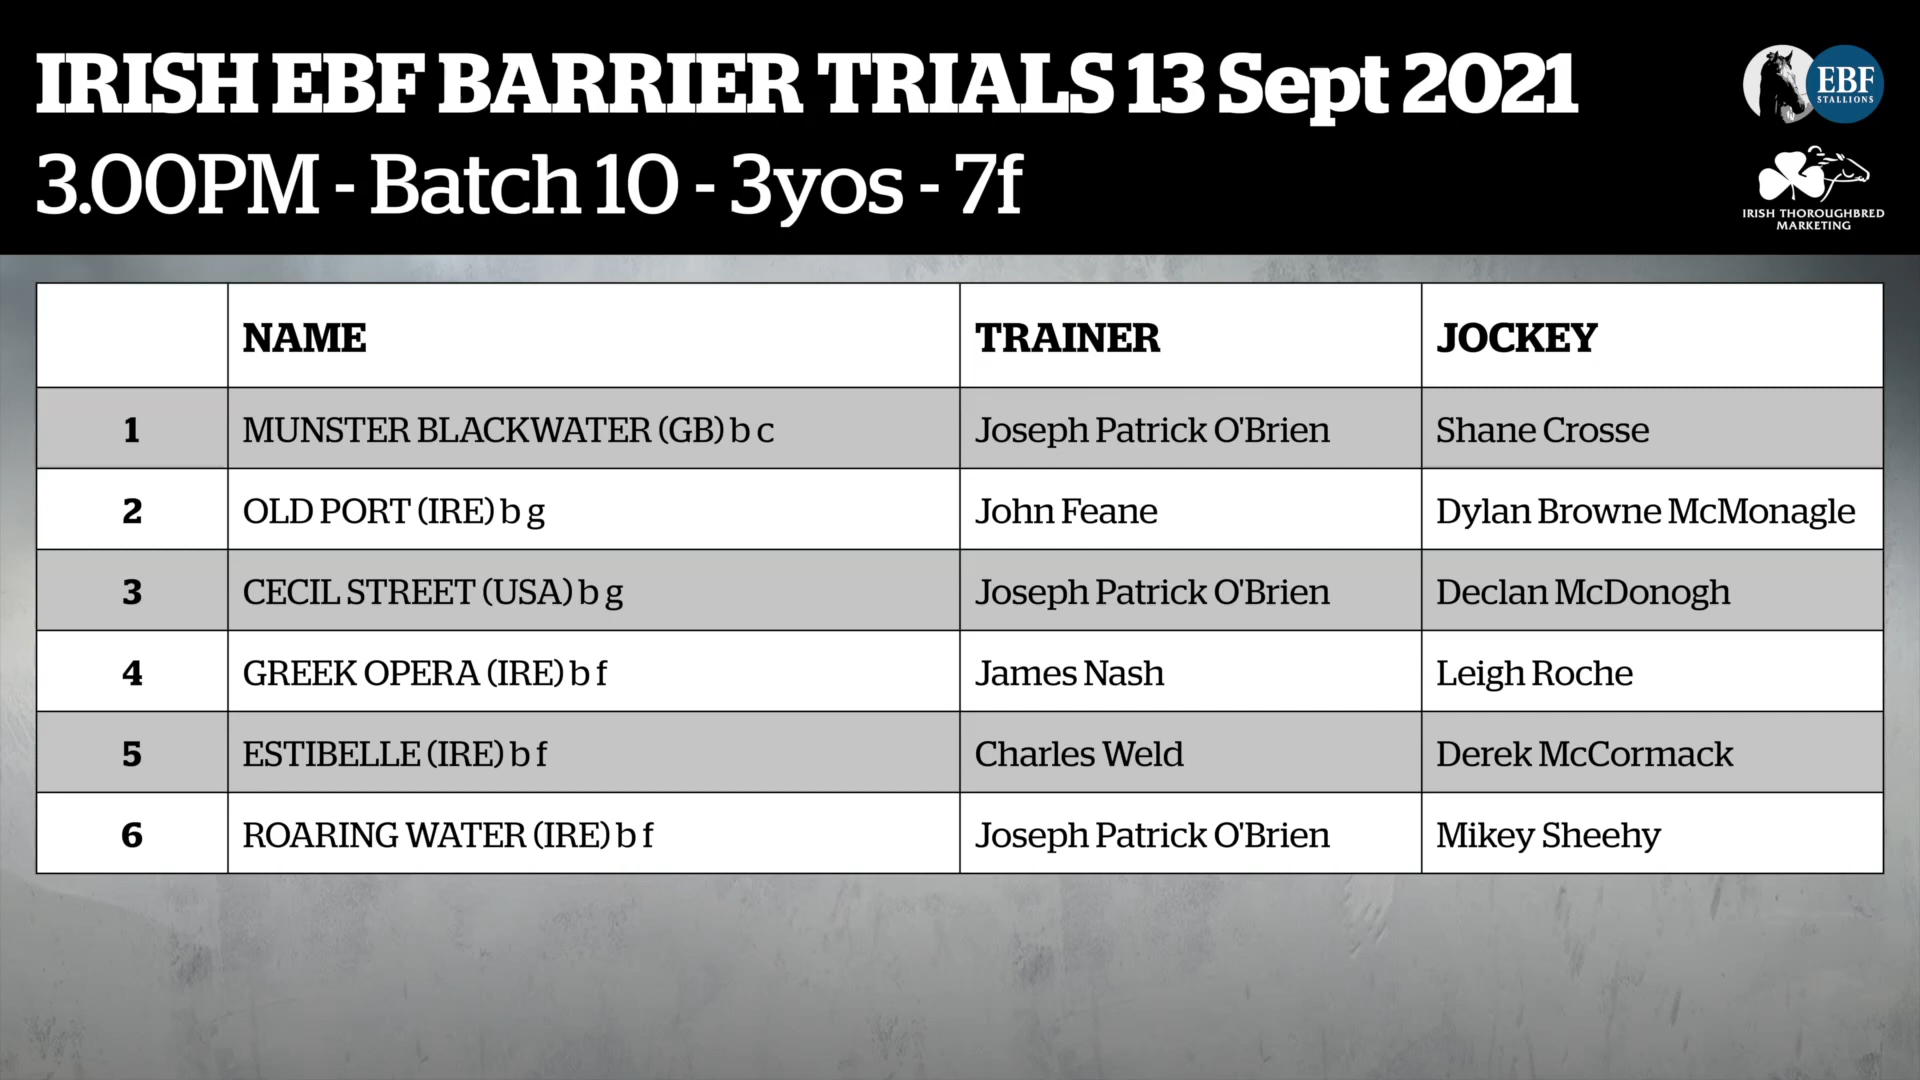 IRISH EBF BARRIER TRIALS 13 Sept 2021
3.00PM - Batch 10 - 3yos - 7f
EBF
STALLIONS
IRISH THOROUGHBRED
MARKETING
NAME TRAINER JOCKEY
1 MUNSTER BLACKWATER (GB) b c Joseph Patrick O'Brien Shane Crosse
2 OLD PORT (IRE) b g John Feane Dylan Browne McMonagle
3 CECIL STREET (USA) b g Joseph Patrick O'Brien Declan McDonogh
4 GREEK OPERA (IRE) b f James Nash Leigh Roche
5 ESTIBELLE (IRE) b f Charles Weld Derek McCormack
6 ROARING WATER (IRE) b f Joseph Patrick O'Brien Mikey Sheehy